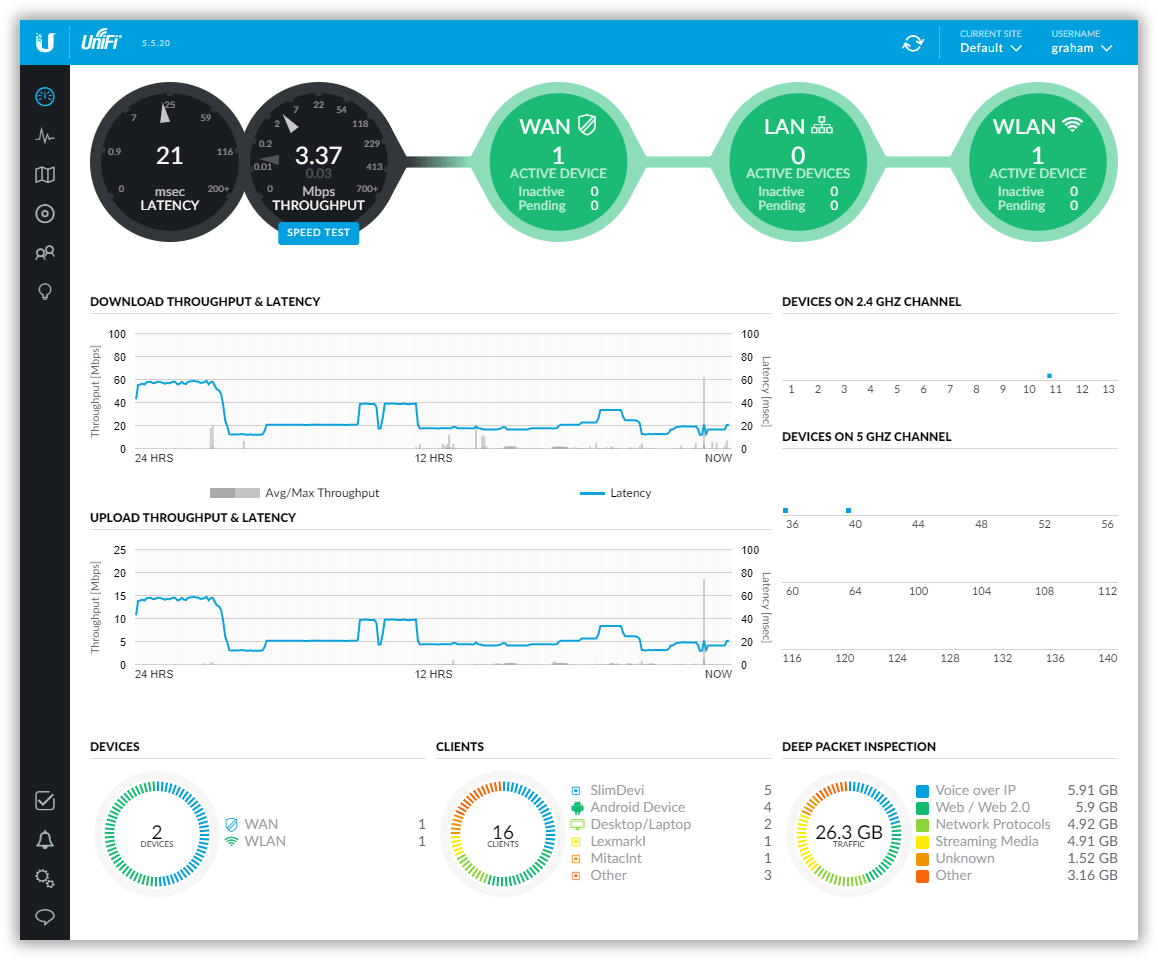 UniFi 5.5.20
CURRENT SITE
Default
USERNAME
graham
0 0.9 7 25 59 116 200+
21
msec
LATENCY
0 0.01 0.2 2 7 22 54 118 229 413 700+
3.37
0.03
Mbps
THROUGHPUT
SPEED TEST
WAN
1
ACTIVE DEVICE
Inactive 0
Pending 0
LAN
0
ACTIVE DEVICES
Inactive 0
Pending 0
WLAN
1
ACTIVE DEVICE
Inactive 0
Pending 0
DOWNLOAD THROUGHPUT & LATENCY
Throughput [Mbps]
100
80
60
40
20
0
100
80
60
40
20
0
Latency [msec]
24 HRS 12 HRS NOW
Avg/Max Throughput Latency
UPLOAD THROUGHPUT & LATENCY
Throughput [Mbps]
25
20
15
10
5
0
100
80
60
40
20
0
Latency [msec]
24 HRS 12 HRS NOW
DEVICES ON 2.4 GHZ CHANNEL
1 2 3 4 5 6 7 8 9 10 11 12 13
DEVICES ON 5 GHZ CHANNEL
36 40 44 48 52 56
60 64 100 104 108 112
116 120 124 128 132 136 140
DEVICES
2
DEVICES
WAN 1
WLAN 1
CLIENTS
16
CLIENTS
SlimDevi 5
Android Device 4
Desktop/Laptop 2
LexmarkI 1
MitacInt 1
Other 3
DEEP PACKET INSPECTION
26.3 GB
TRAFFIC
Voice over IP 5.91 GB
Web / Web 2.0 5.9 GB
Network Protocols 4.92 GB
Streaming Media 4.91 GB
Unknown 1.52 GB
Other 3.16 GB